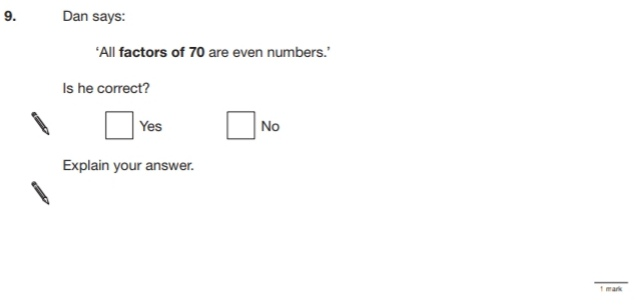 9. Dan says:
‘All factors of 70 are even numbers.’
Is he correct?
Yes No
Explain your answer.
1 mark